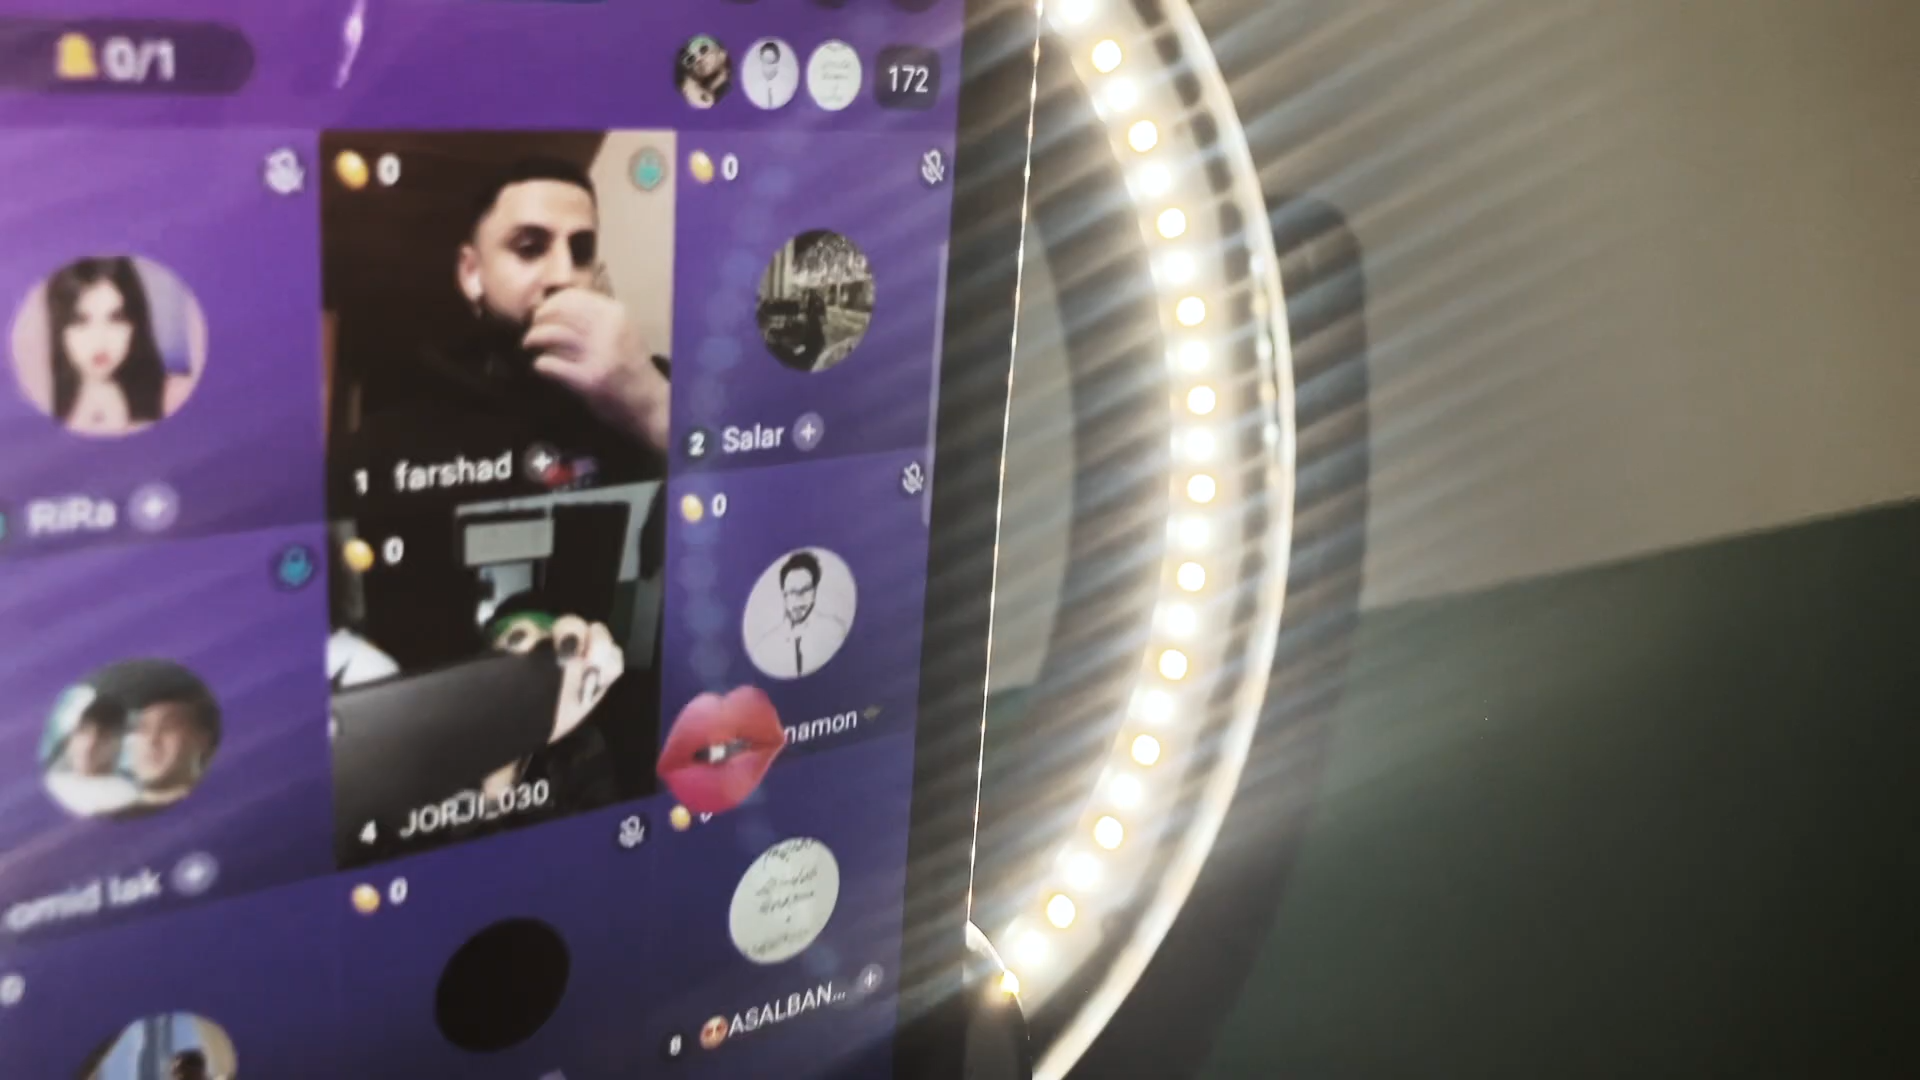 0/1
172
0
0
RiRa
1 farshad
2 Salar
0
0
omid lak
4 JORJI_030
namon
0
8 ASALBAN...